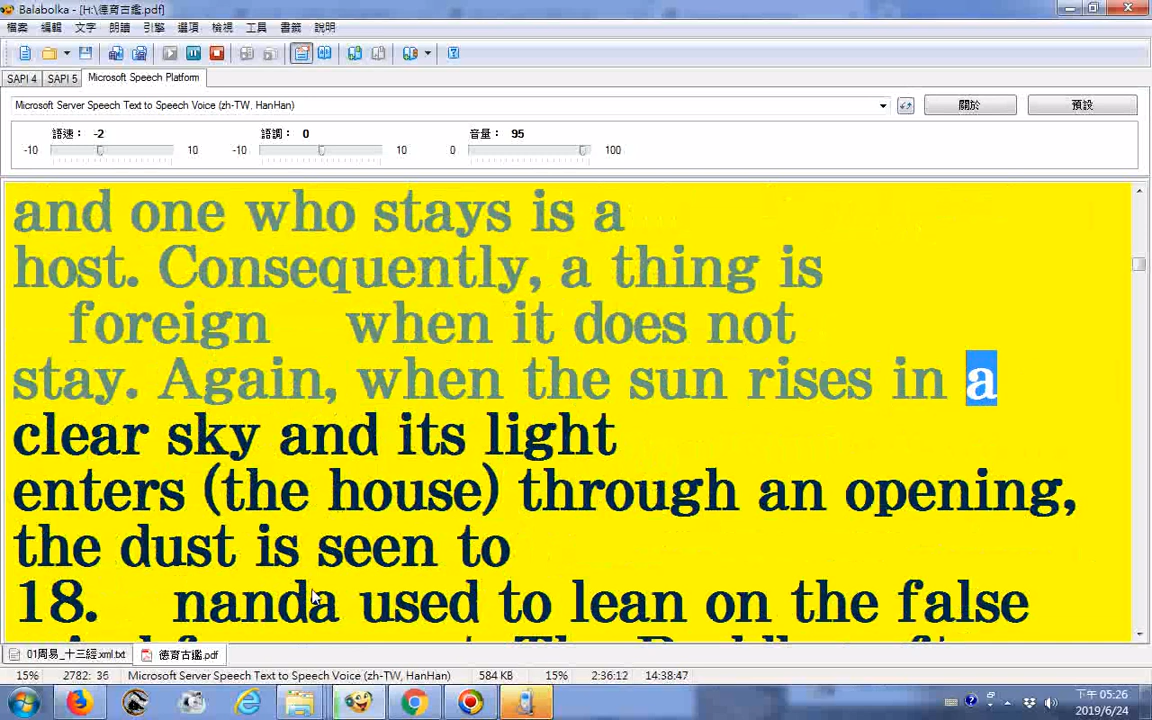 Balabolka - [H:\德育古鑑.pdf]
檔案 編輯 文字 朗讀 引擎 選項 檢視 工具 書籤 說明
SAPI 4 SAPI 5 Microsoft Speech Platform
Microsoft Server Speech Text to Speech Voice (zh-TW, HanHan) 關於 預設
語速： -2 語調： 0 音量： 95
-10 10 -10 10 0 100
and one who stays is a
host. Consequently, a thing is
foreign when it does not
stay. Again, when the sun rises in a
clear sky and its light
enters (the house) through an opening,
the dust is seen to
18. nanda used to lean on the false
01周易_十三經.xml.txt 德育古鑑.pdf
15% 2782: 36 Microsoft Server Speech Text to Speech Voice (zh-TW, HanHan) 584 KB 15% 2:36:12 14:38:47
下午 05:26
2019/6/24